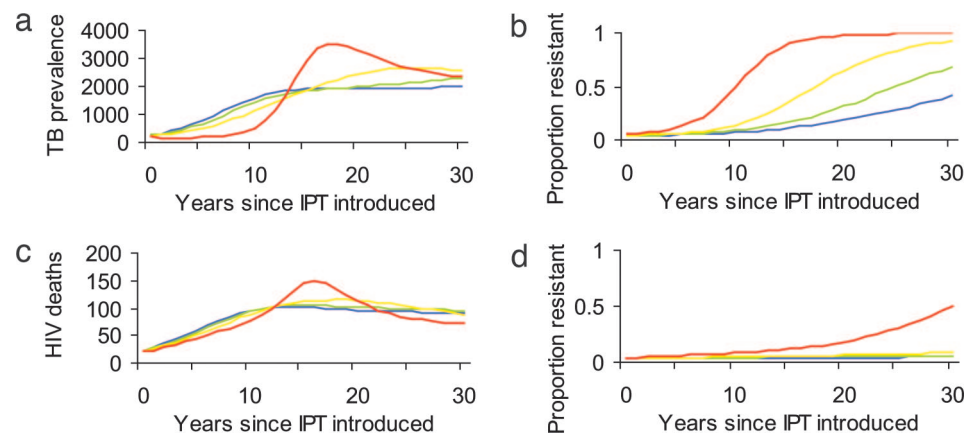 a
TB prevalence
4000
3000
2000
1000
0
0 10 20 30
Years since IPT introduced
b
Proportion resistant
1
0.5
0
0 10 20 30
Years since IPT introduced
c
HIV deaths
200
150
100
50
0
0 10 20 30
Years since IPT introduced
d
Proportion resistant
1
0.5
0
0 10 20 30
Years since IPT introduced